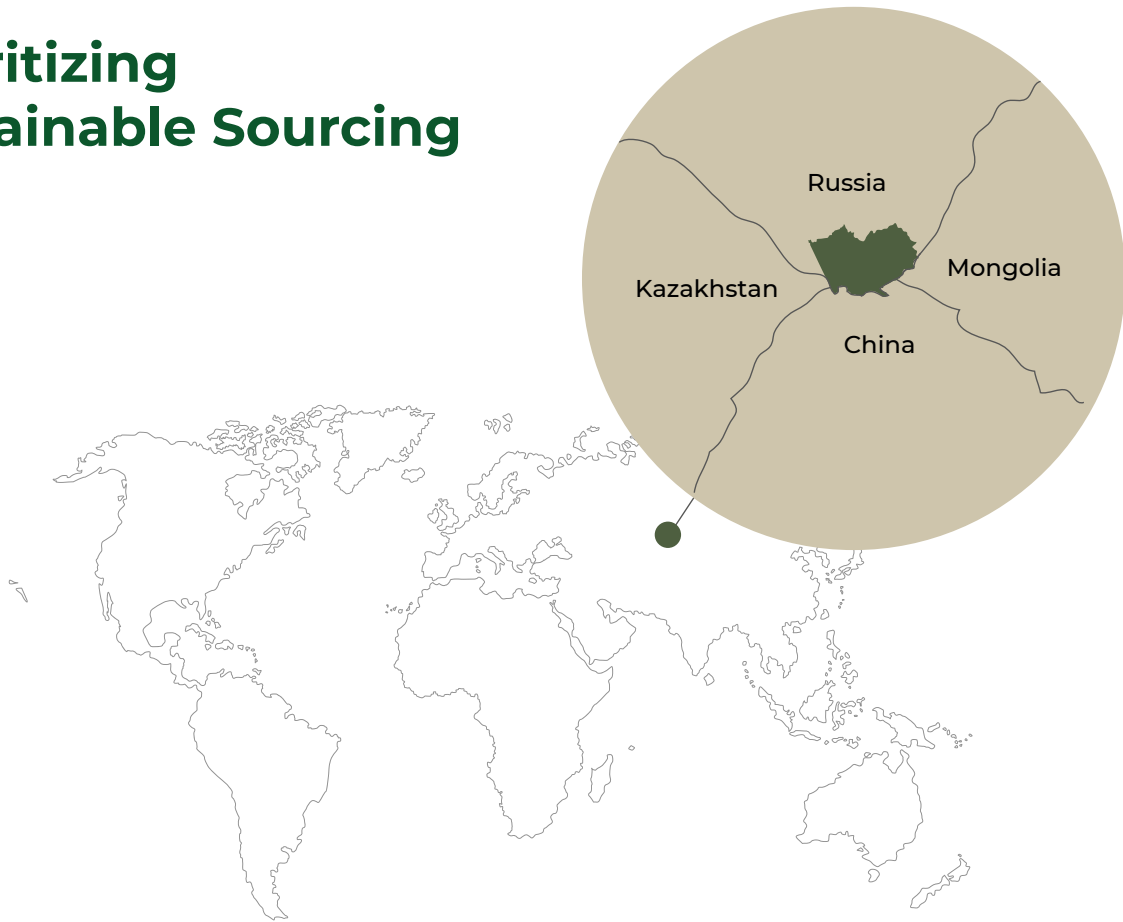 ritizing
ainable Sourcing
Russia
Mongolia
Kazakhstan
China